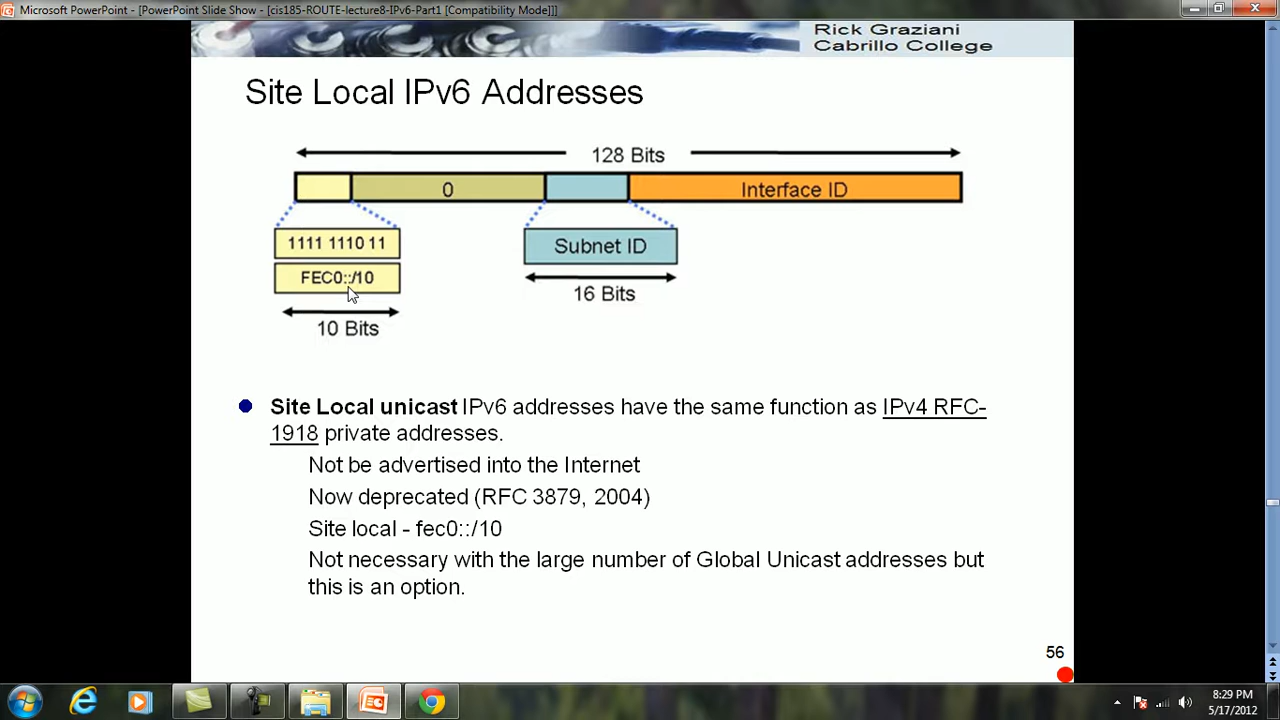 Microsoft PowerPoint - [PowerPoint Slide Show - [cis185-ROUTE-lecture8-IPv6-Part1 [Compatibility Mode]]]
Rick Graziani
Cabrillo College
Site Local IPv6 Addresses
128 Bits
0
Interface ID
1111 1110 11
Subnet ID
FEC0::/10
16 Bits
10 Bits
Site Local unicast IPv6 addresses have the same function as IPv4 RFC-
1918 private addresses.
Not be advertised into the Internet
Now deprecated (RFC 3879, 2004)
Site local - fec0::/10
Not necessary with the large number of Global Unicast addresses but
this is an option.
56
8:29 PM
5/17/2012